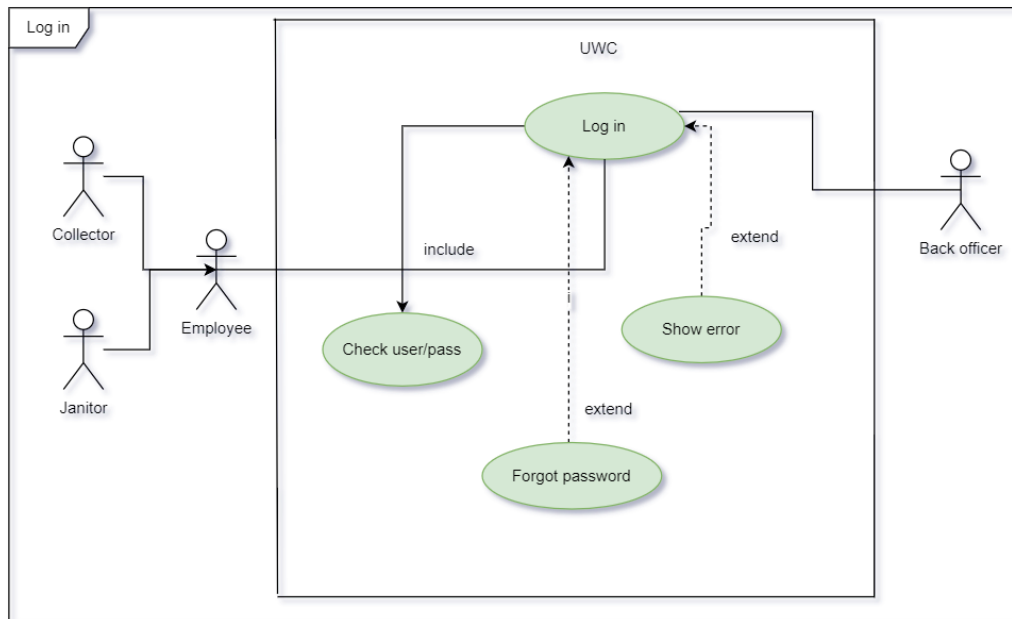 Log in
UWC
Log in
Collector
Back officer
extend
include
Employee
Show error
Check user/pass
Janitor
extend
Forgot password